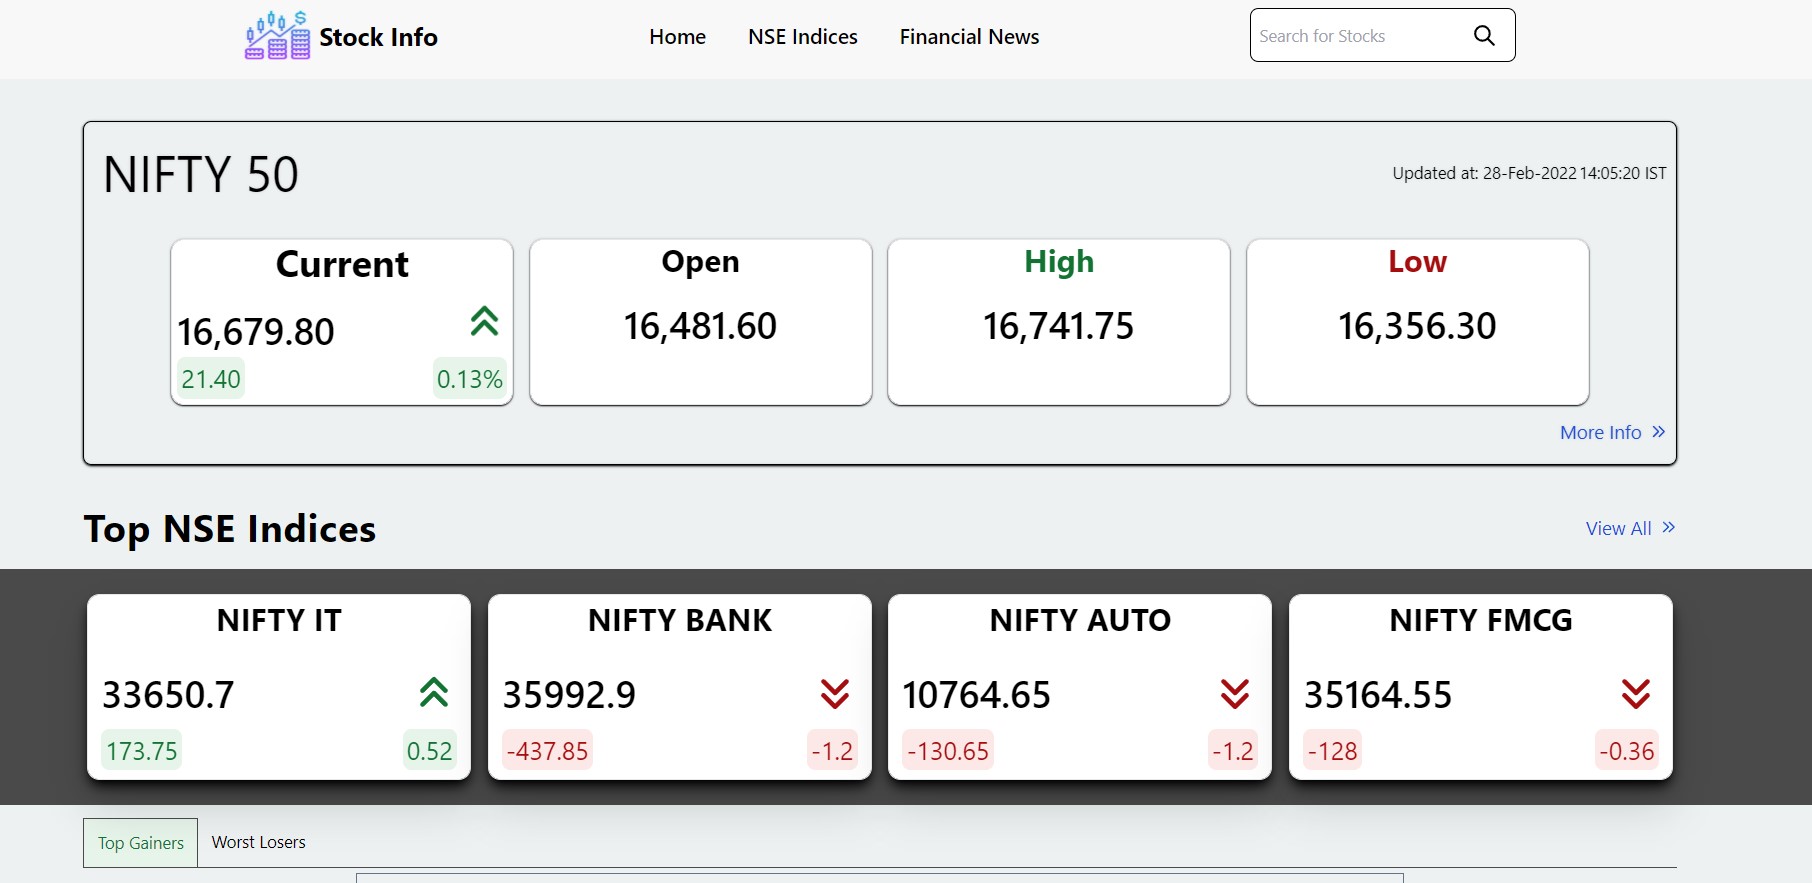 Stock Info
Home
NSE Indices
Financial News
Search for Stocks
NIFTY 50
Updated at: 28-Feb-2022 14:05:20 IST
Current
16,679.80
21.40
0.13%
Open
16,481.60
High
16,741.75
Low
16,356.30
More Info
Top NSE Indices
View All
NIFTY IT
33650.7
173.75
0.52
NIFTY BANK
35992.9
-437.85
-1.2
NIFTY AUTO
10764.65
-130.65
-1.2
NIFTY FMCG
35164.55
-128
-0.36
Top Gainers
Worst Losers